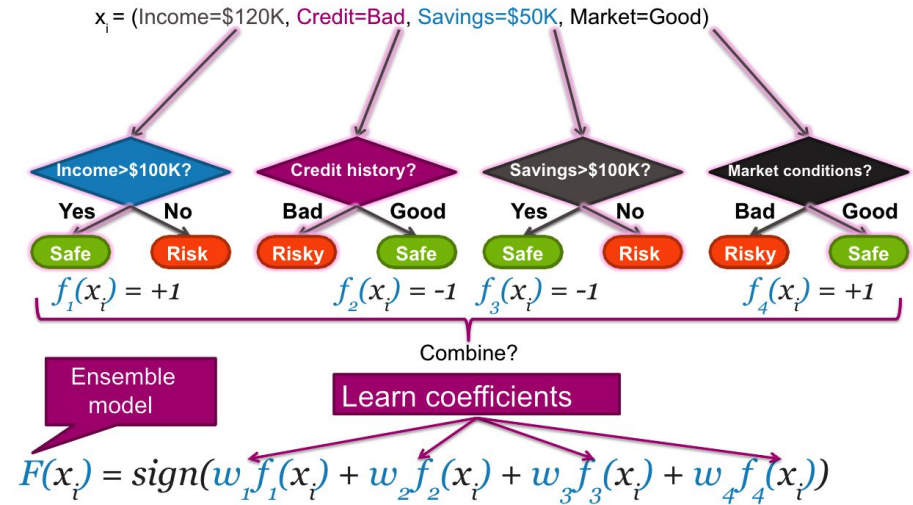 xᵢ = (Income=$120K, Credit=Bad, Savings=$50K, Market=Good)
Income>$100K? Credit history? Savings>$100K? Market conditions?
Yes No Bad Good Yes No Bad Good
Safe Risk Risky Safe Safe Risk Risky Safe
f₁(xᵢ) = +1 f₂(xᵢ) = -1 f₃(xᵢ) = -1 f₄(xᵢ) = +1
Combine?
Ensemble
model
Learn coefficients
F(xᵢ) = sign(w₁f₁(xᵢ) + w₂f₂(xᵢ) + w₃f₃(xᵢ) + w₄f₄(xᵢ))